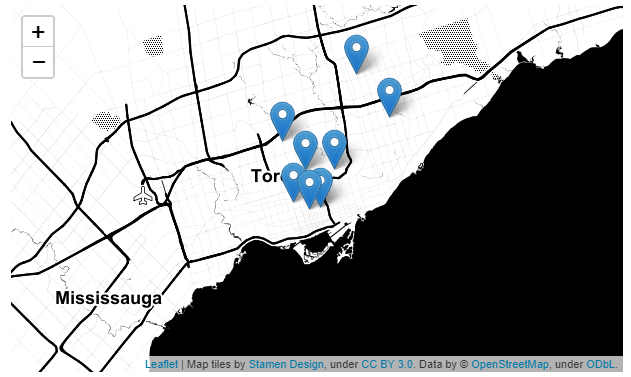 +
−
Tor
Mississauga
Leaflet | Map tiles by Stamen Design, under CC BY 3.0. Data by © OpenStreetMap, under ODbL.